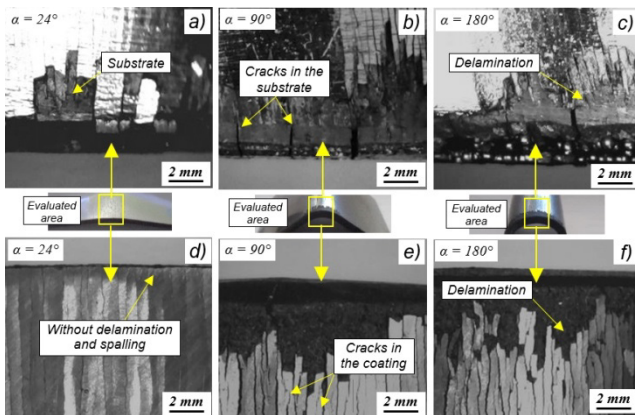 α = 24°
a)
Substrate
2 mm
α = 90°
b)
Cracks in the
substrate
2 mm
α = 180°
c)
Delamination
2 mm
Evaluated
area
Evaluated
area
Evaluated
area
α = 24°
d)
Without delamination
and spalling
2 mm
α = 90°
e)
Cracks in
the coating
2 mm
α = 180°
f)
Delamination
2 mm